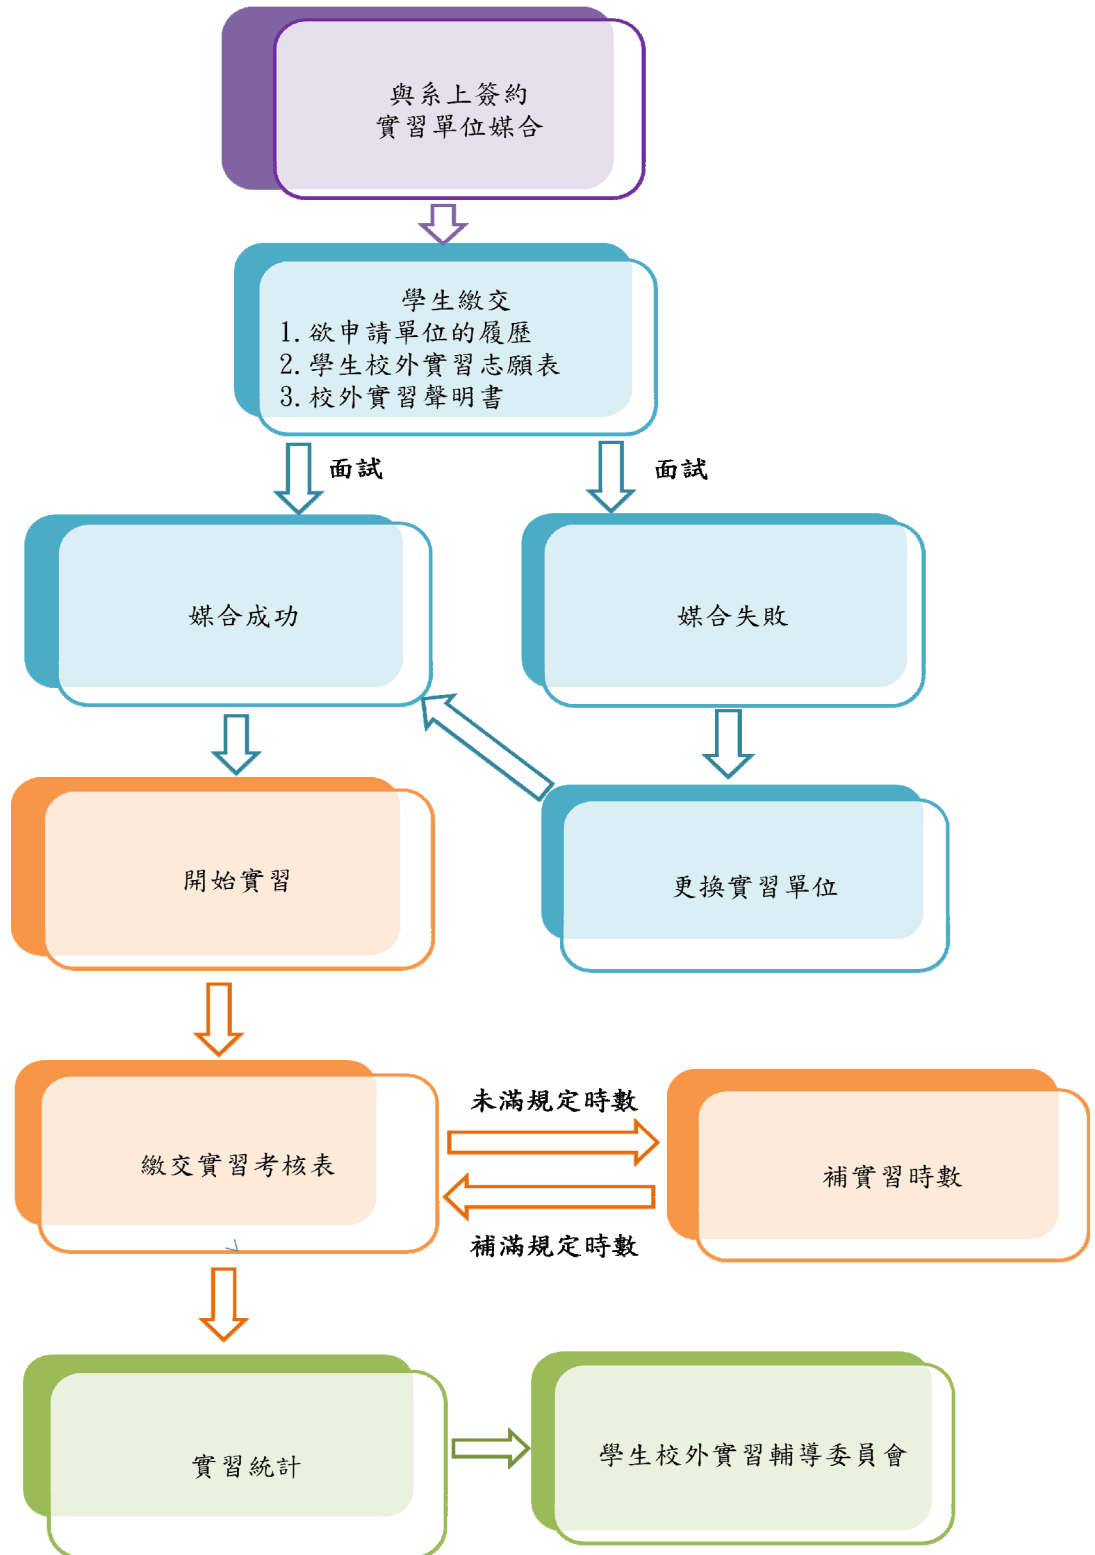 與系上簽約
實習單位媒合
學生繳交
1.欲申請單位的履歷
2.學生校外實習志願表
3.校外實習聲明書
面試
面試
媒合成功
媒合失敗
開始實習
更換實習單位
未滿規定時數
繳交實習考核表
補實習時數
補滿規定時數
實習統計
學生校外實習輔導委員會